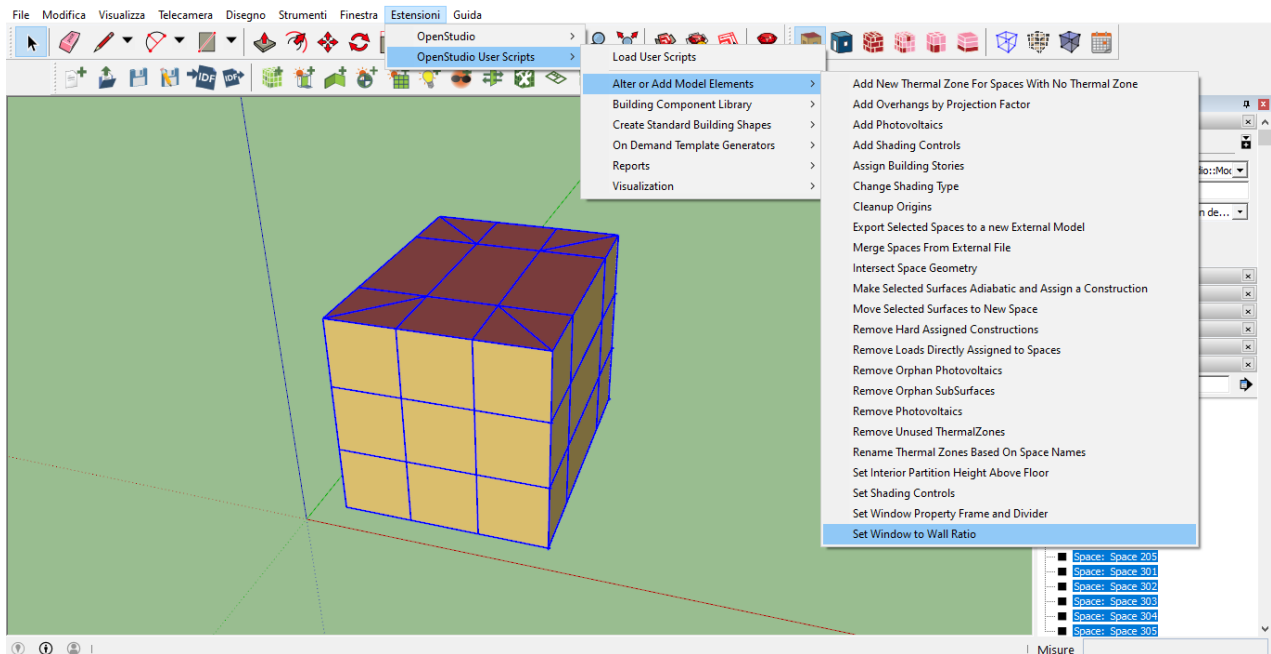 File Modifica Visualizza Telecamera Disegno Strumenti Finestra Estensioni Guida
OpenStudio
OpenStudio User Scripts
IDF
IDF
Load User Scripts
Alter or Add Model Elements
Building Component Library
Create Standard Building Shapes
On Demand Template Generators
Reports
Visualization
Add New Thermal Zone For Spaces With No Thermal Zone
Add Overhangs by Projection Factor
Add Photovoltaics
Add Shading Controls
Assign Building Stories
Change Shading Type
Cleanup Origins
Export Selected Spaces to a new External Model
Merge Spaces From External File
Intersect Space Geometry
Make Selected Surfaces Adiabatic and Assign a Construction
Move Selected Surfaces to New Space
Remove Hard Assigned Constructions
Remove Loads Directly Assigned to Spaces
Remove Orphan Photovoltaics
Remove Orphan SubSurfaces
Remove Photovoltaics
Remove Unused ThermalZones
Rename Thermal Zones Based On Space Names
Set Interior Partition Height Above Floor
Set Shading Controls
Set Window Property Frame and Divider
Set Window to Wall Ratio
n de...
Space: Space 205
Space: Space 301
Space: Space 302
Space: Space 303
Space: Space 304
Space: Space 305
Misure